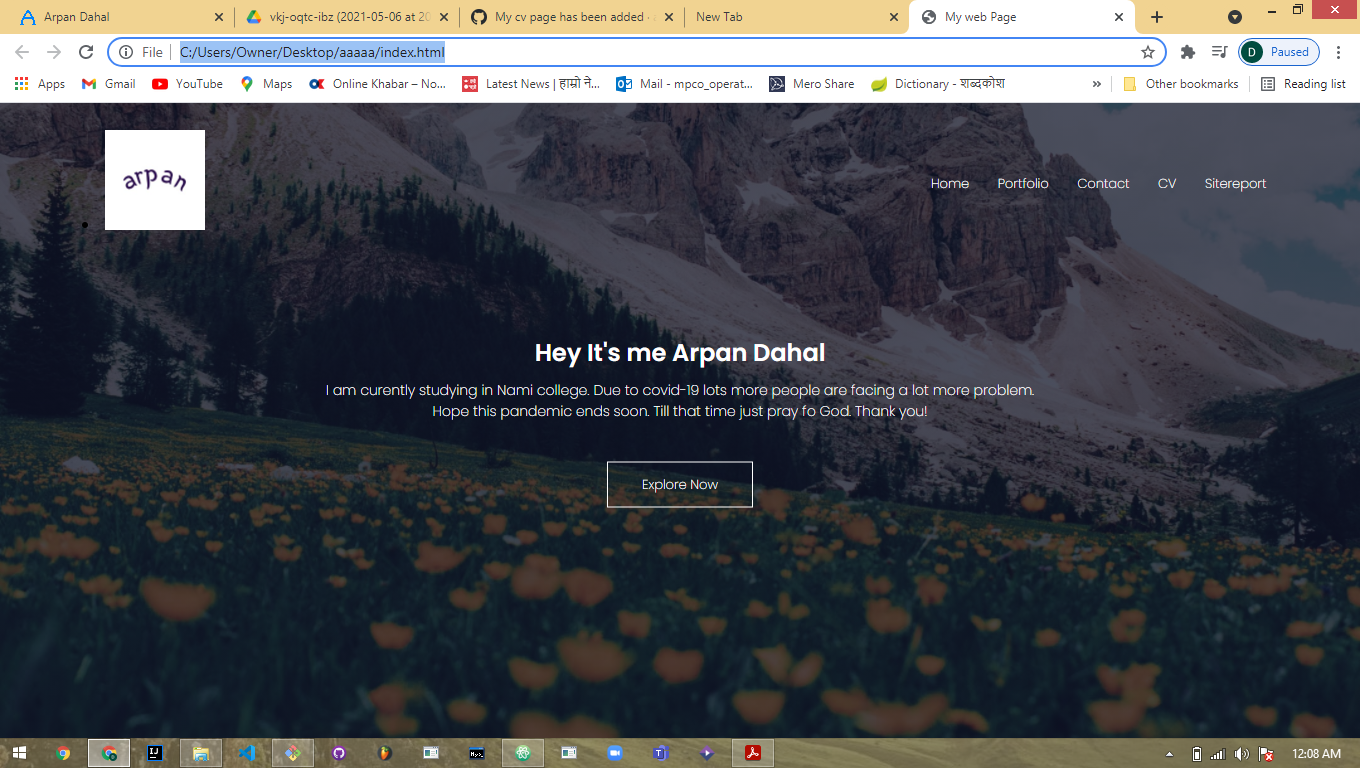 Arpan Dahal
vkj-oqtc-ibz (2021-05-06 at 20
My cv page has been added ·
New Tab
My web Page
File
C:/Users/Owner/Desktop/aaaaa/index.html
D
Paused
Apps
Gmail
YouTube
Maps
Online Khabar – No...
Latest News | हाम्रो ने...
Mail - mpco_operat...
Mero Share
Dictionary - शब्दकोश
»
Other bookmarks
Reading list
arpan
Home
Portfolio
Contact
CV
Sitereport
Hey It's me Arpan Dahal
I am curently studying in Nami college. Due to covid-19 lots more people are facing a lot more problem.
Hope this pandemic ends soon. Till that time just pray fo God. Thank you!
Explore Now
12:08 AM